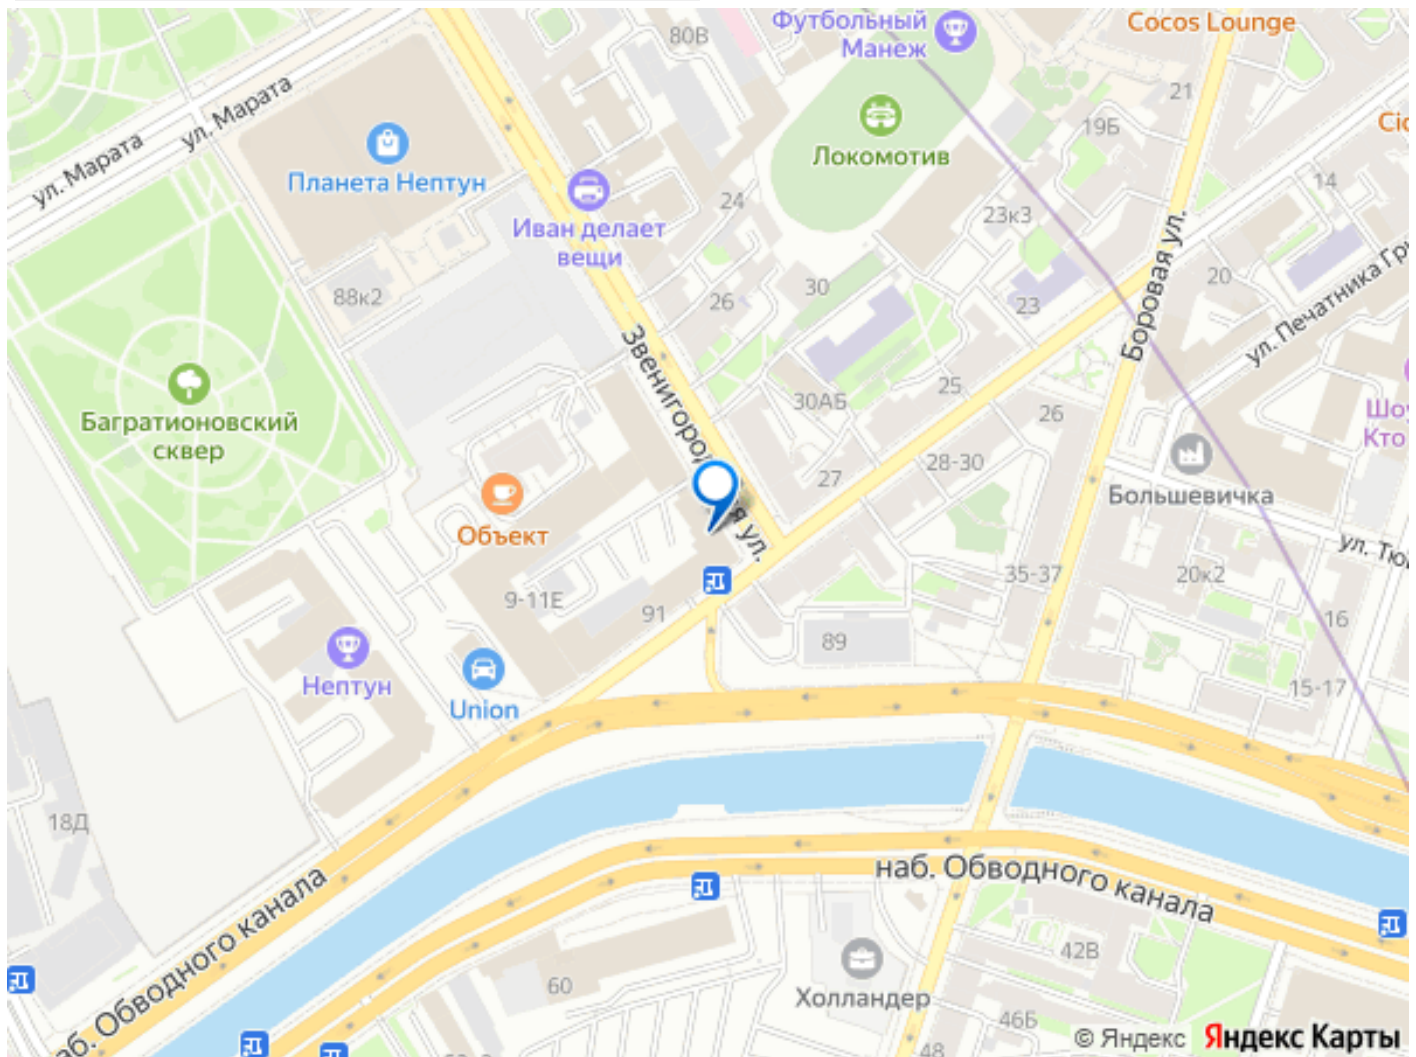 Футбольный
Манеж
80В
Cocos Lounge
21
19Б
ул. Марата
ул. Марата
Планета Нептун
Локомотив
14
24
Иван делает
вещи
23к3
88к2
26
30
23
20
Боровая ул.
ул. Печатника Гр
Звенигородская ул.
25
30АБ
26
Багратионовский
сквер
27
28-30
Большевичка
Объект
ул. Тю
9-11Е
91
35-37
20к2
16
89
Нептун
Union
15-17
18Д
наб. Обводного канала
наб. Обводного канала
42В
60
Холландер
46Б
48
© Яндекс Яндекс Карты